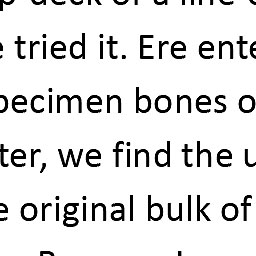 tried it. Ere ente
pecimen bones o
ter, we find the u
e original bulk of